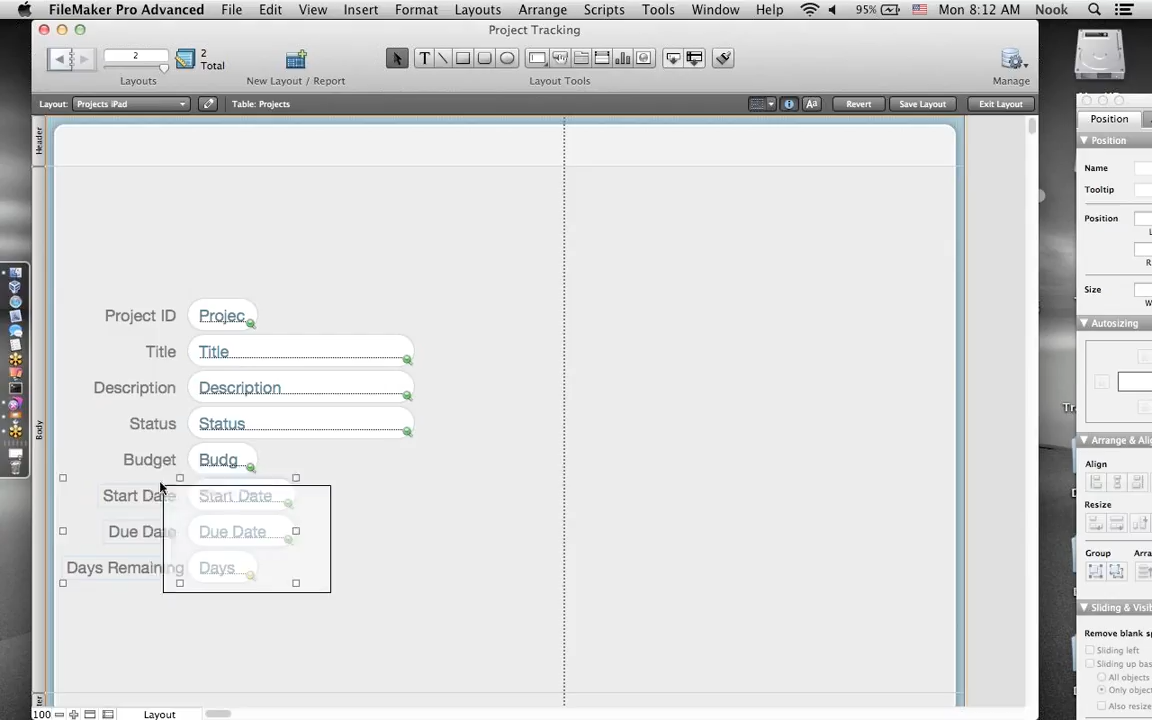 FileMaker Pro Advanced File Edit View Insert Format Layouts Arrange Scripts Tools Window Help 95% Mon 8:12 AM Nook
Project Tracking
2
2
Total
Layouts
New Layout / Report
Layout Tools
Manage
Layout: Projects iPad
Table: Projects
Aa
Revert
Save Layout
Exit Layout
Header
Project ID Projec
Title Title
Description Description
Status Status
Budget Budg
Start Date Start Date
Due Date Due Date
Days Remaining Days
Body
100
Layout
Position
Position
Name
Tooltip
Position
Size
Autosizing
Arrange & Ali
Align
Resize
Group Arra
Sliding & Visib
Remove blank sp
Sliding left
Sliding up bas
All objects
Only object
Also resize